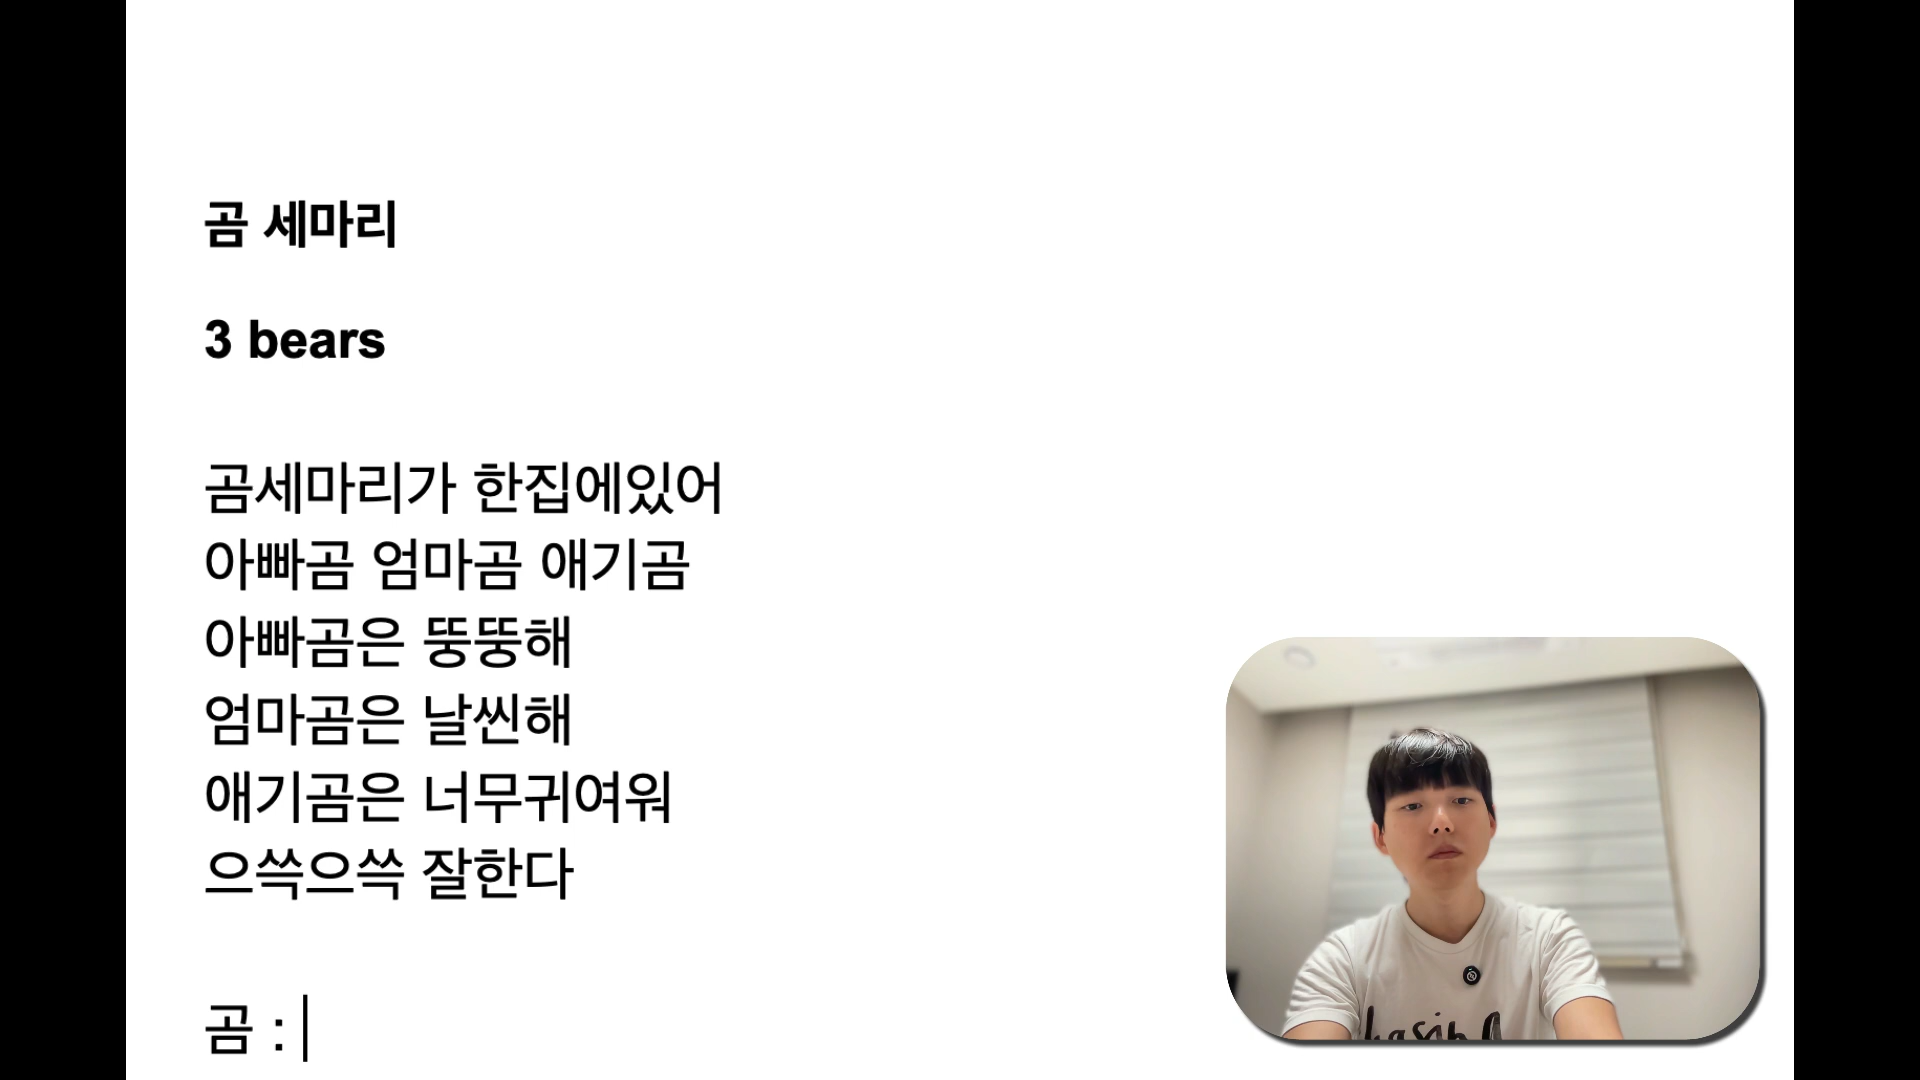 곰 세마리
3 bears
곰세마리가 한집에있어
아빠곰 엄마곰 애기곰
아빠곰은 뚱뚱해
엄마곰은 날씬해
애기곰은 너무귀여워
으쓱으쓱 잘한다
곰 :